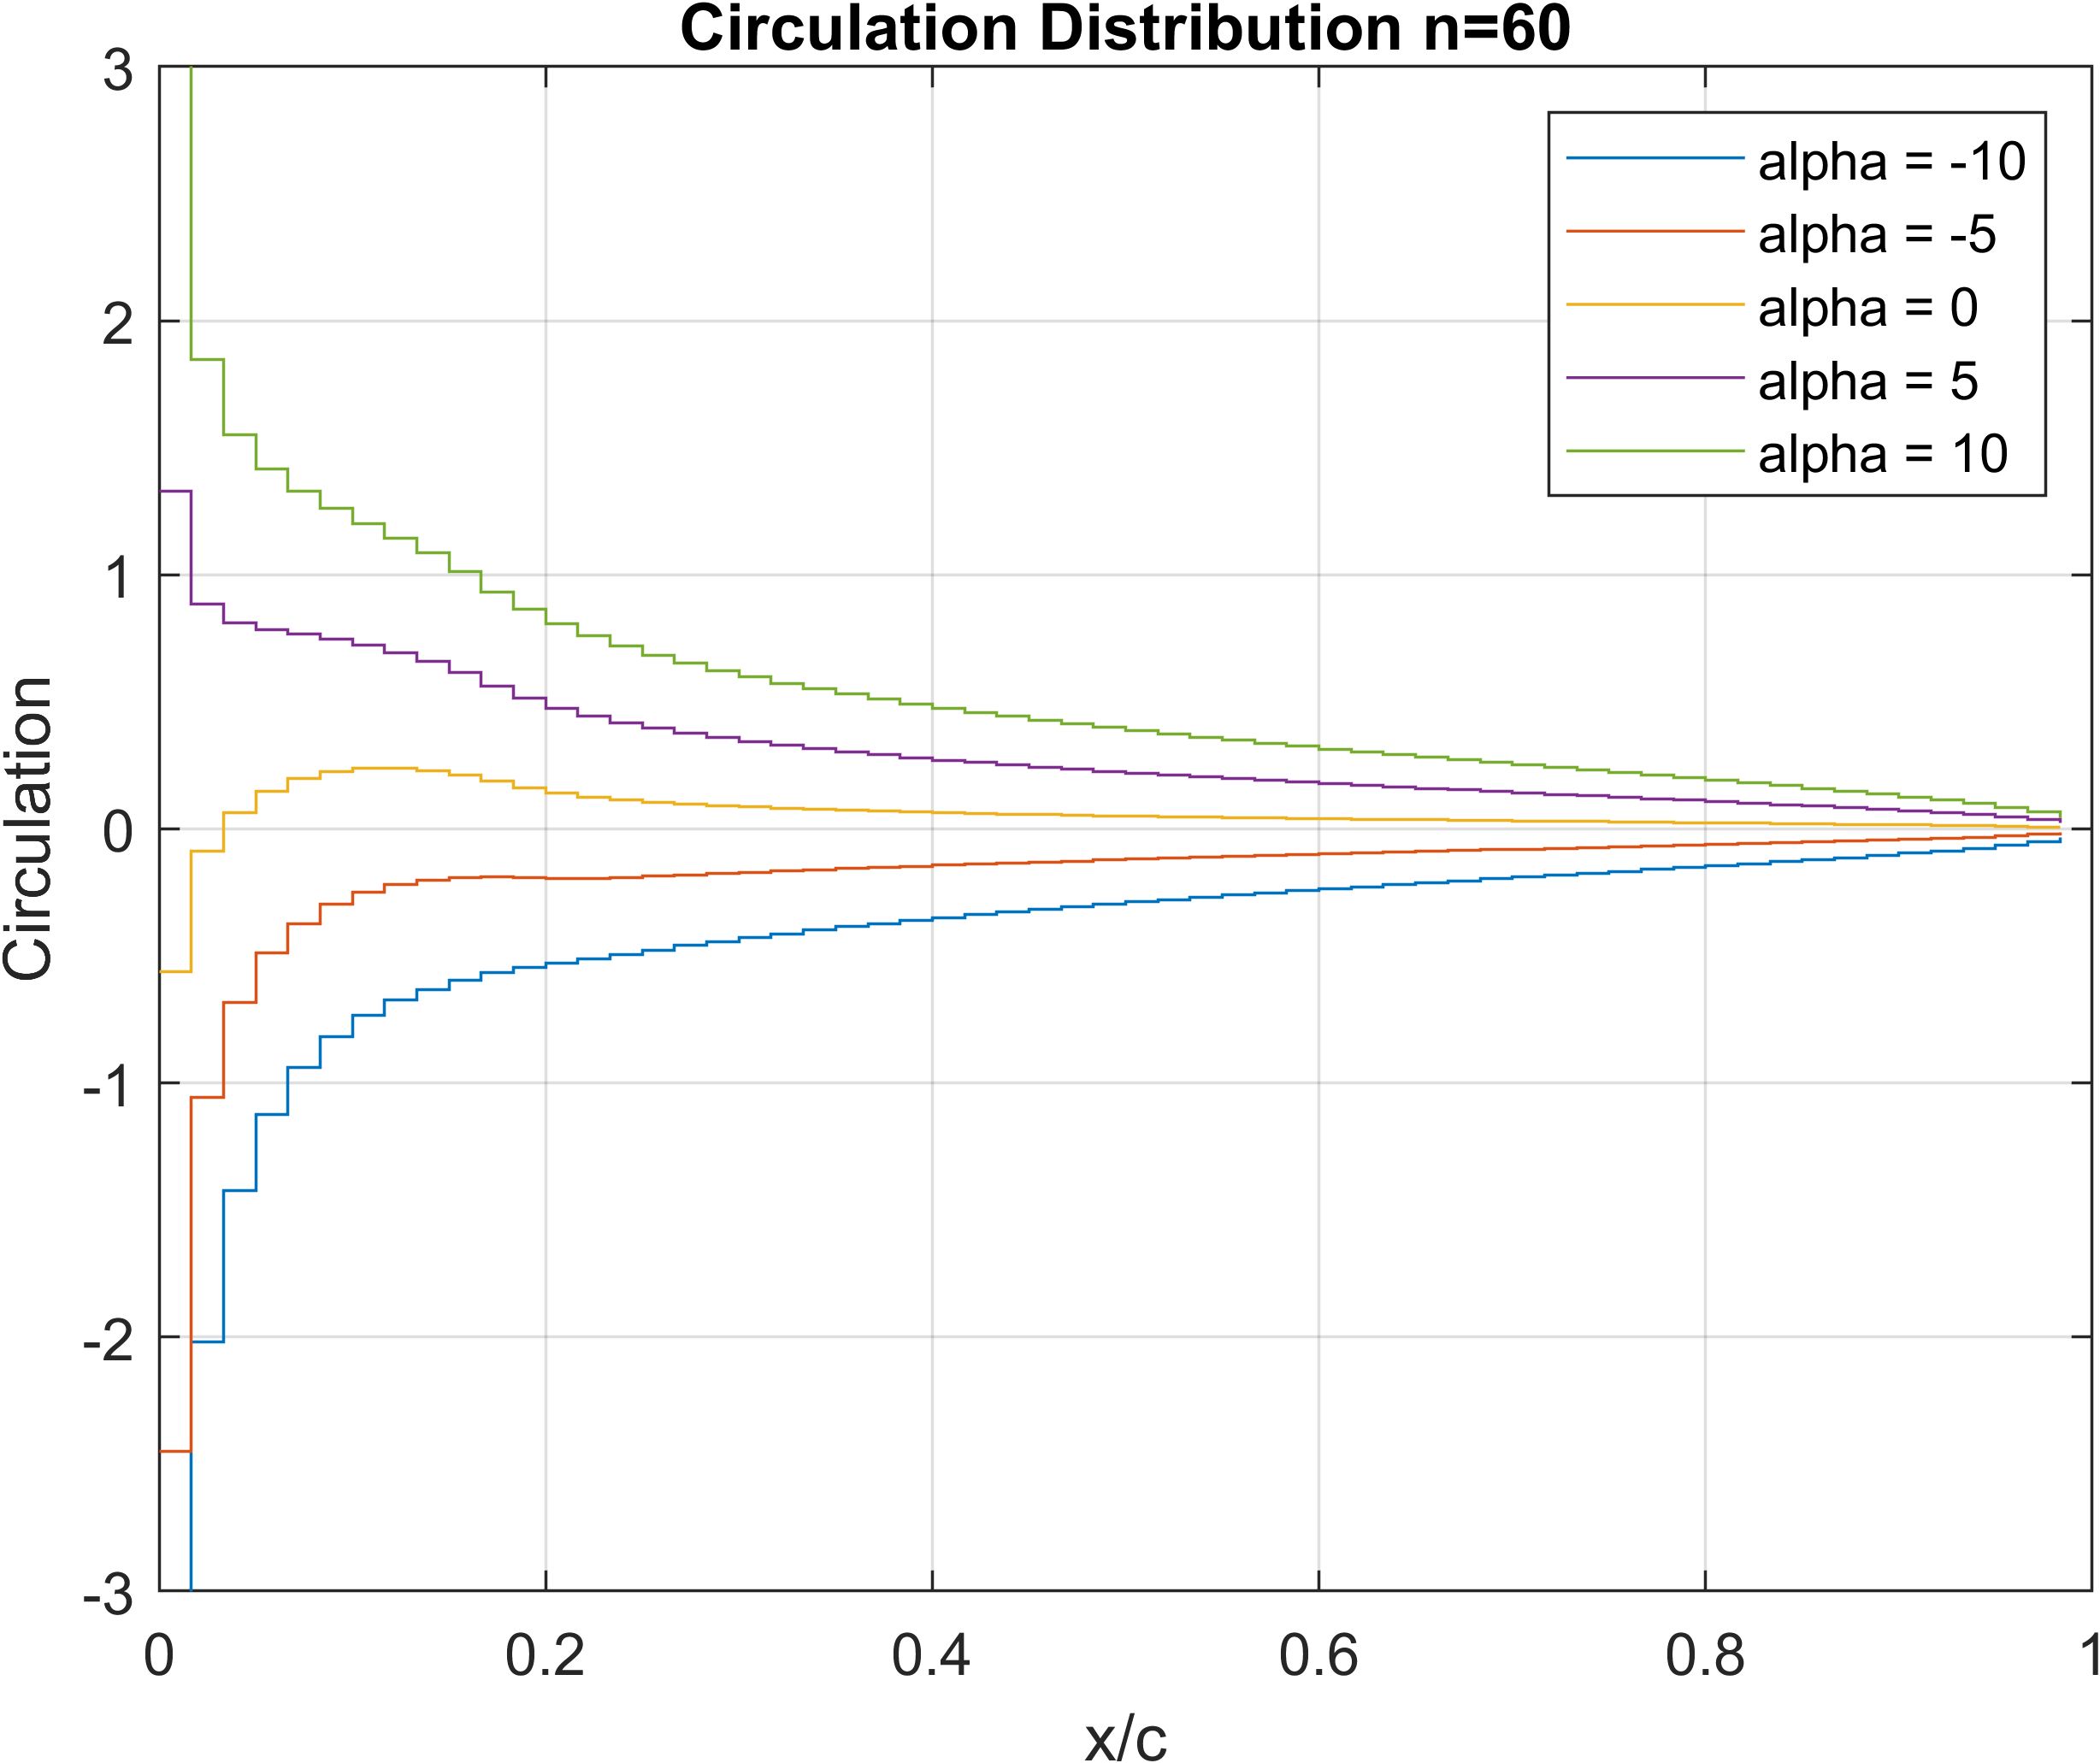 Circulation Distribution n=60
3
2
1
0
-1
-2
-3
Circulation
alpha = -10
alpha = -5
alpha = 0
alpha = 5
alpha = 10
0 0.2 0.4 0.6 0.8 1
x/c